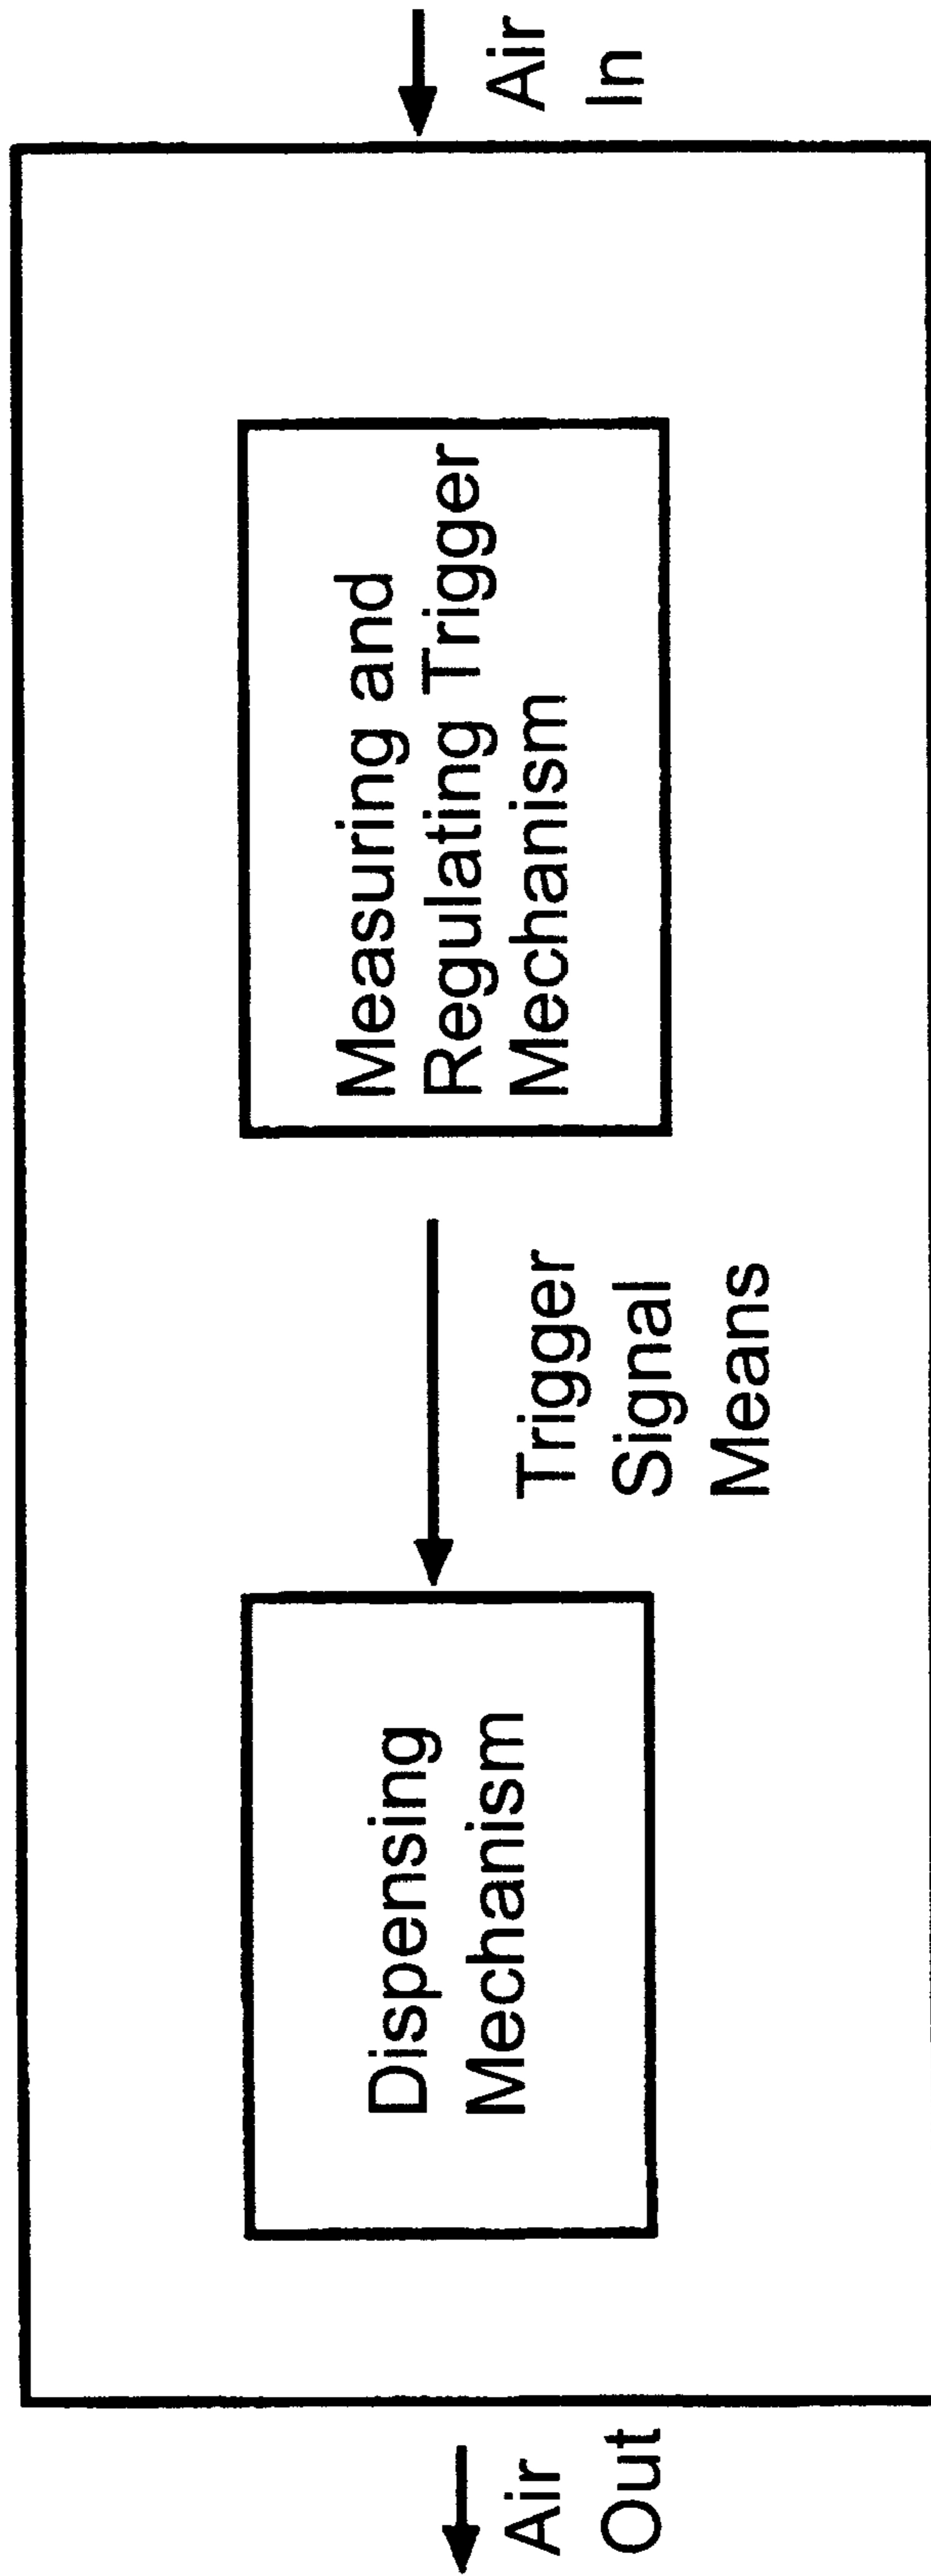 Air
Out
Dispensing
Mechanism
Trigger
Signal
Means
Measuring and
Regulating Trigger
Mechanism
Air
In